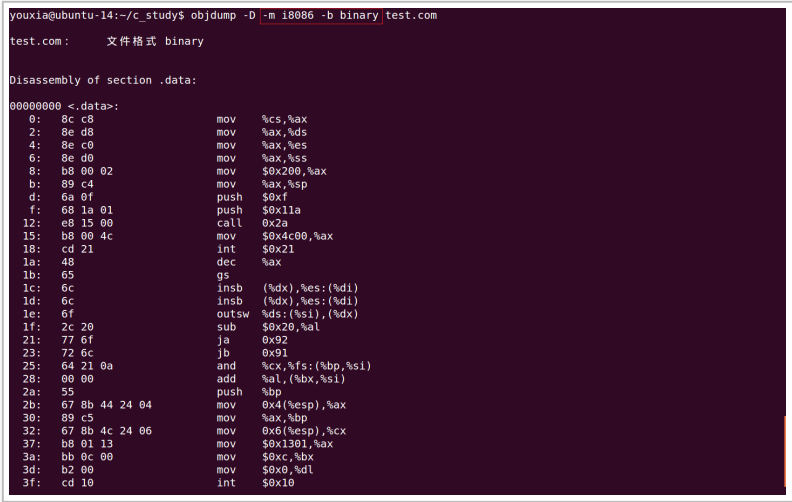 youxia@ubuntu-14:~/c_study$ objdump -D -m i8086 -b binary test.com
test.com：     文件格式 binary
Disassembly of section .data:
00000000 <.data>:
0:	8c c8	mov	%cs,%ax
2:	8e d8	mov	%ax,%ds
4:	8e c0	mov	%ax,%es
6:	8e d0	mov	%ax,%ss
8:	b8 00 02	mov	$0x200,%ax
b:	89 c4	mov	%ax,%sp
d:	6a 0f	push	$0xf
f:	68 1a 01	push	$0x11a
12:	e8 15 00	call	0x2a
15:	b8 00 4c	mov	$0x4c00,%ax
18:	cd 21	int	$0x21
1a:	48	dec	%ax
1b:	65	gs
1c:	6c	insb	(%dx),%es:(%di)
1d:	6c	insb	(%dx),%es:(%di)
1e:	6f	outsw	%ds:(%si),(%dx)
1f:	2c 20	sub	$0x20,%al
21:	77 6f	ja	0x92
23:	72 6c	jb	0x91
25:	64 21 0a	and	%cx,%fs:(%bp,%si)
28:	00 00	add	%al,(%bx,%si)
2a:	55	push	%bp
2b:	67 8b 44 24 04	mov	0x4(%esp),%ax
30:	89 c5	mov	%ax,%bp
32:	67 8b 4c 24 06	mov	0x6(%esp),%cx
37:	b8 01 13	mov	$0x1301,%ax
3a:	bb 0c 00	mov	$0xc,%bx
3d:	b2 00	mov	$0x0,%dl
3f:	cd 10	int	$0x10